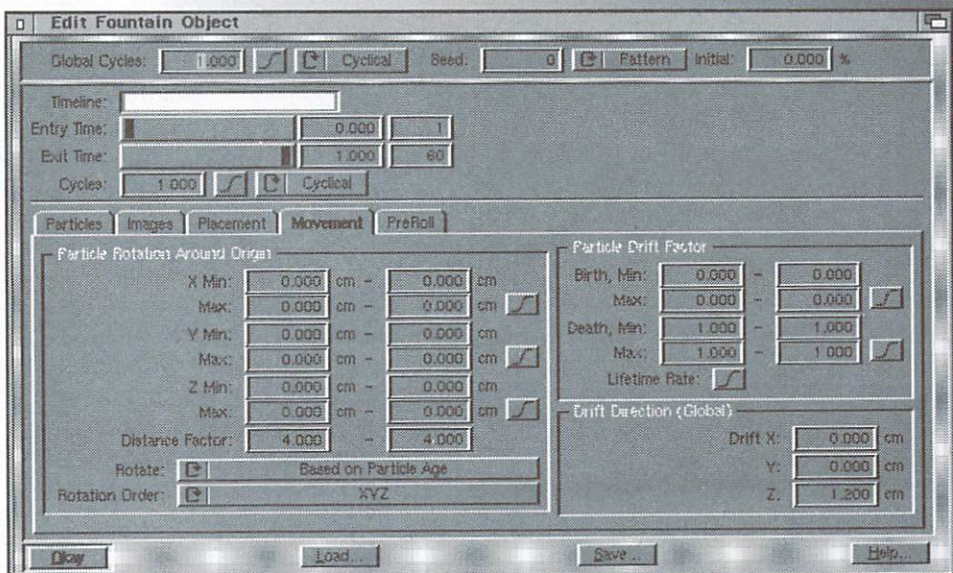 Edit Fountain Object
Global Cycles: 1.000 Cyclical Seed: 0 Pattern Initial: 0.000 %
Timeline:
Entry Time: 0.000 1
Exit Time: 1.000 60
Cycles: 1.000 Cyclical
Particles Images Placement Movement PreRoll
Particle Rotation Around Origin
X Min: 0.000 cm - 0.000 cm
Max: 0.000 cm - 0.000 cm
Y Min: 0.000 cm - 0.000 cm
Max: 0.000 cm - 0.000 cm
Z Min: 0.000 cm - 0.000 cm
Max: 0.000 cm - 0.000 cm
Distance Factor: 4.000 - 4.000
Rotate: Based on Particle Age
Rotation Order: XYZ
Particle Drift Factor
Birth, Min: 0.000 - 0.000
Max: 0.000 - 0.000
Death, Min: 1.000 - 1.000
Max: 1.000 - 1.000
Lifetime Rate:
Drift Direction (Global)
Drift X: 0.000 cm
Y: 0.000 cm
Z: 1.200 cm
Okay Load... Save... Help...